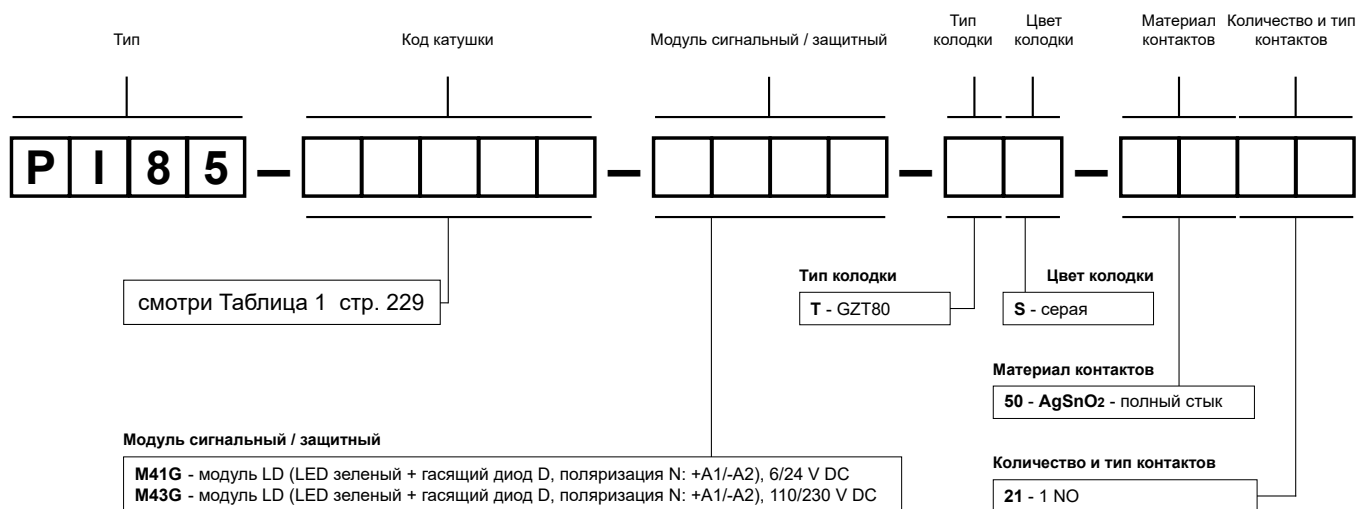 Тип
Код катушки
Модуль сигнальный / защитный
Тип колодки
Цвет колодки
Материал контактов
Количество и тип контактов
P I 8 5 – – – –
смотри Таблица 1 стр. 229
Тип колодки
T - GZT80
Цвет колодки
S - серая
Материал контактов
50 - AgSnO2 - полный стык
Модуль сигнальный / защитный
M41G - модуль LD (LED зеленый + гасящий диод D, поляризация N: +A1/-A2), 6/24 V DC
M43G - модуль LD (LED зеленый + гасящий диод D, поляризация N: +A1/-A2), 110/230 V DC
Количество и тип контактов
21 - 1 NO